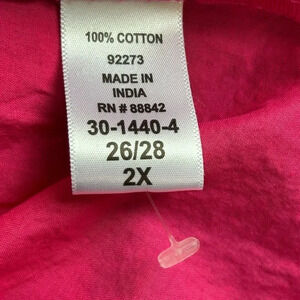 100% COTTON
92273
MADE IN
INDIA
RN # 88842
30-1440-4
26/28
2X